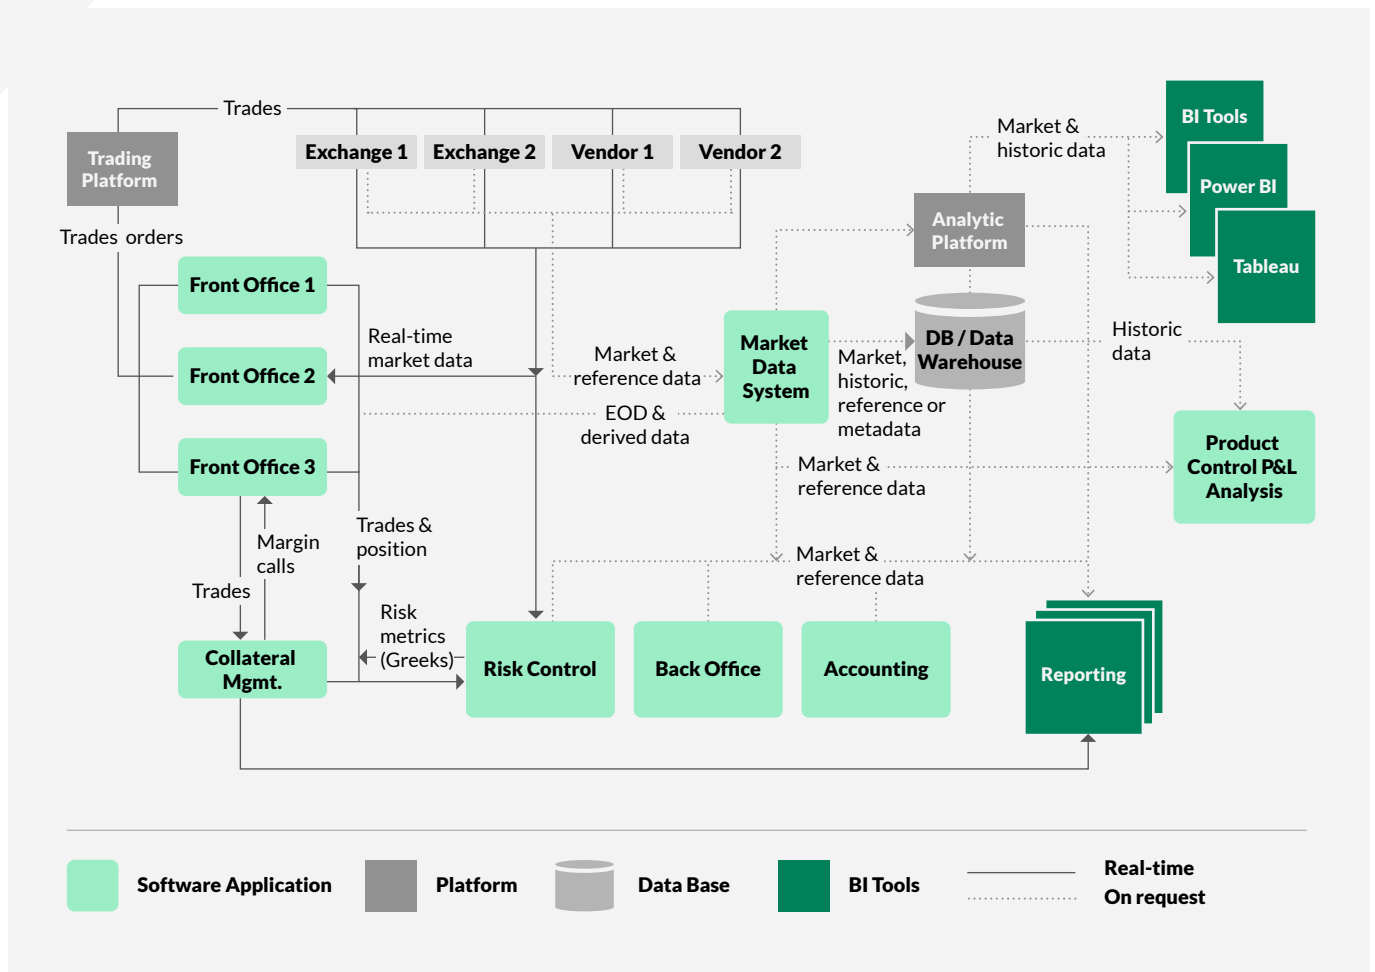 Trades
Trading
Platform
Exchange 1
Exchange 2
Vendor 1
Vendor 2
Market &
historic data
BI Tools
Power BI
Tableau
Trades orders
Analytic
Platform
Front Office 1
Front Office 2
Front Office 3
Real-time
market data
Market &
reference data
EOD &
derived data
Market
Data
System
Market,
historic,
reference or
metadata
DB / Data
Warehouse
Historic
data
Product
Control P&L
Analysis
Market &
reference data
Trades &
position
Margin
calls
Trades
Market &
reference data
Risk
metrics
(Greeks)
Collateral
Mgmt.
Risk Control
Back Office
Accounting
Reporting
Software Application
Platform
Data Base
BI Tools
Real-time
On request